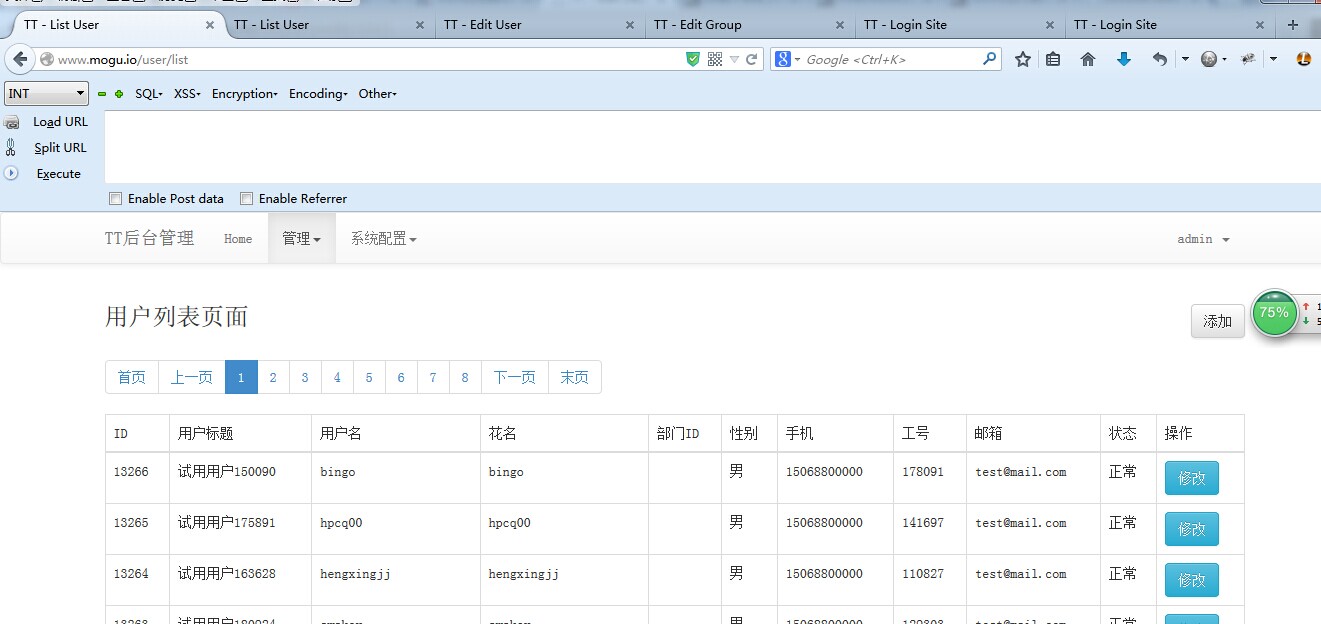 TT - List User TT - List User TT - Edit User TT - Edit Group TT - Login Site TT - Login Site
www.mogu.io/user/list Google <Ctrl+K>
INT SQL XSS Encryption Encoding Other
Load URL
Split URL
Execute
Enable Post data Enable Referrer
TT后台管理 Home 管理 系统配置 admin
用户列表页面 添加 75%
首页 上一页 1 2 3 4 5 6 7 8 下一页 末页
ID 用户标题 用户名 花名 部门ID 性别 手机 工号 邮箱 状态 操作
13266 试用用户150090 bingo bingo 男 15068800000 178091 test@mail.com 正常 修改
13265 试用用户175891 hpcq00 hpcq00 男 15068800000 141697 test@mail.com 正常 修改
13264 试用用户163628 hengxingjj hengxingjj 男 15068800000 110827 test@mail.com 正常 修改